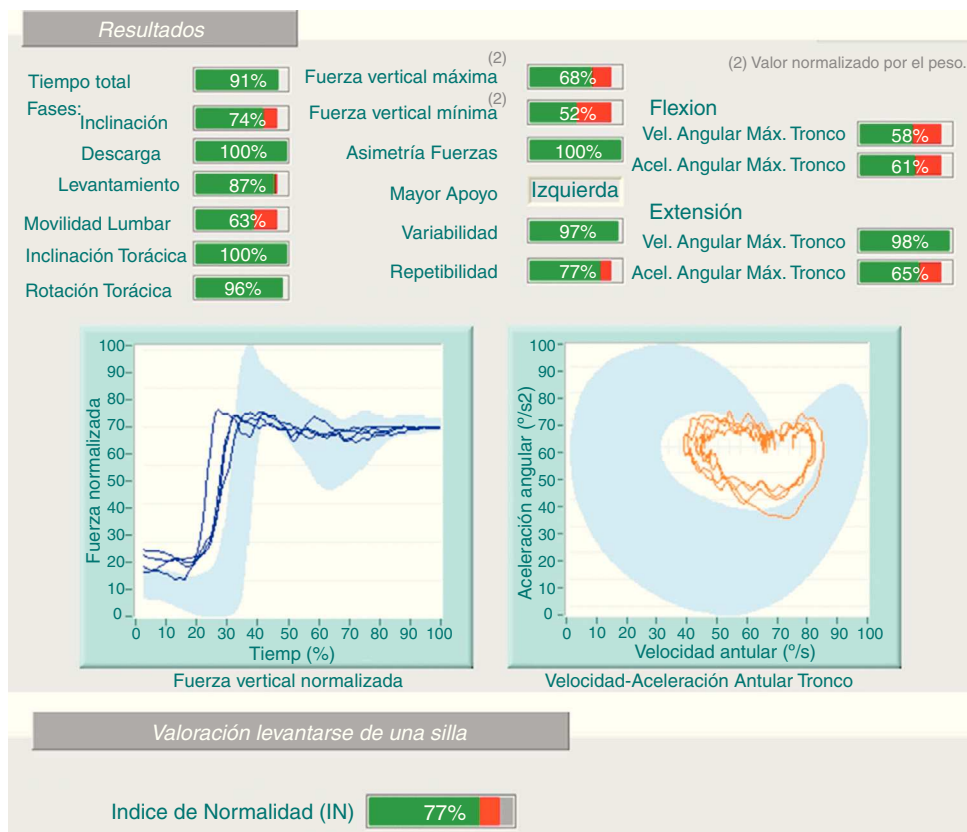 Resultados
(2) Valor normalizado por el peso.
Tiempo total 91%
Fases:
Inclinación 74%
Descarga 100%
Levantamiento 87%
Movilidad Lumbar 63%
Inclinación Torácica 100%
Rotación Torácica 96%
Fuerza vertical máxima (2) 68%
Fuerza vertical mínima (2) 52%
Asimetría Fuerzas 100%
Mayor Apoyo Izquierda
Variabilidad 97%
Repetibilidad 77%
Flexion
Vel. Angular Máx. Tronco 58%
Acel. Angular Máx. Tronco 61%
Extensión
Vel. Angular Máx. Tronco 98%
Acel. Angular Máx. Tronco 65%
Fuerza normalizada
100
90
80
70
60
50
40
30
20
10
0
0 10 20 30 40 50 60 70 80 90 100
Tiemp (%)
Fuerza vertical normalizada
Aceleración angular (º/s2)
100
90
80
70
60
50
40
30
20
10
0
0 10 20 30 40 50 60 70 80 90 100
Velocidad antular (º/s)
Velocidad-Aceleración Antular Tronco
Valoración levantarse de una silla
Indice de Normalidad (IN) 77%